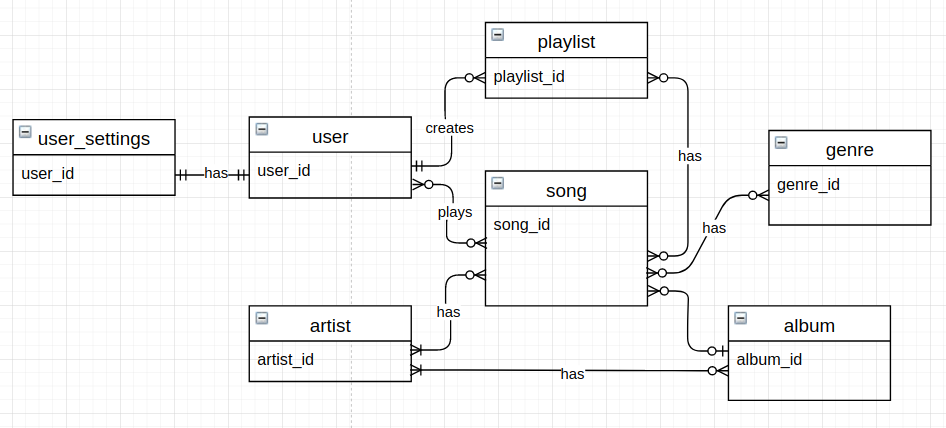 playlist
playlist_id
user_settings
user_id
has
user
user_id
creates
plays
song
song_id
has
genre
genre_id
has
has
artist
artist_id
album
album_id
has